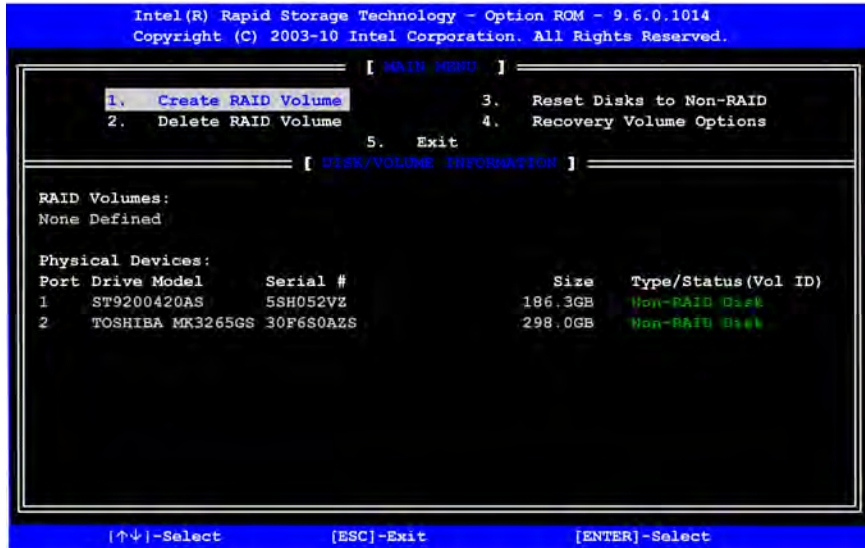 Intel(R) Rapid Storage Technology - Option ROM - 9.6.0.1014
Copyright (C) 2003-10 Intel Corporation. All Rights Reserved.
[ MAIN MENU ]
1. Create RAID Volume 3. Reset Disks to Non-RAID
2. Delete RAID Volume 4. Recovery Volume Options
5. Exit
[ DISK/VOLUME INFORMATION ]
RAID Volumes:
None Defined
Physical Devices:
Port Drive Model Serial # Size Type/Status(Vol ID)
1 ST9200420AS 5SH052VZ 186.3GB Non-RAID Disk
2 TOSHIBA MK3265GS 30F6S0AZS 298.0GB Non-RAID Disk
[↑↓]-Select [ESC]-Exit [ENTER]-Select